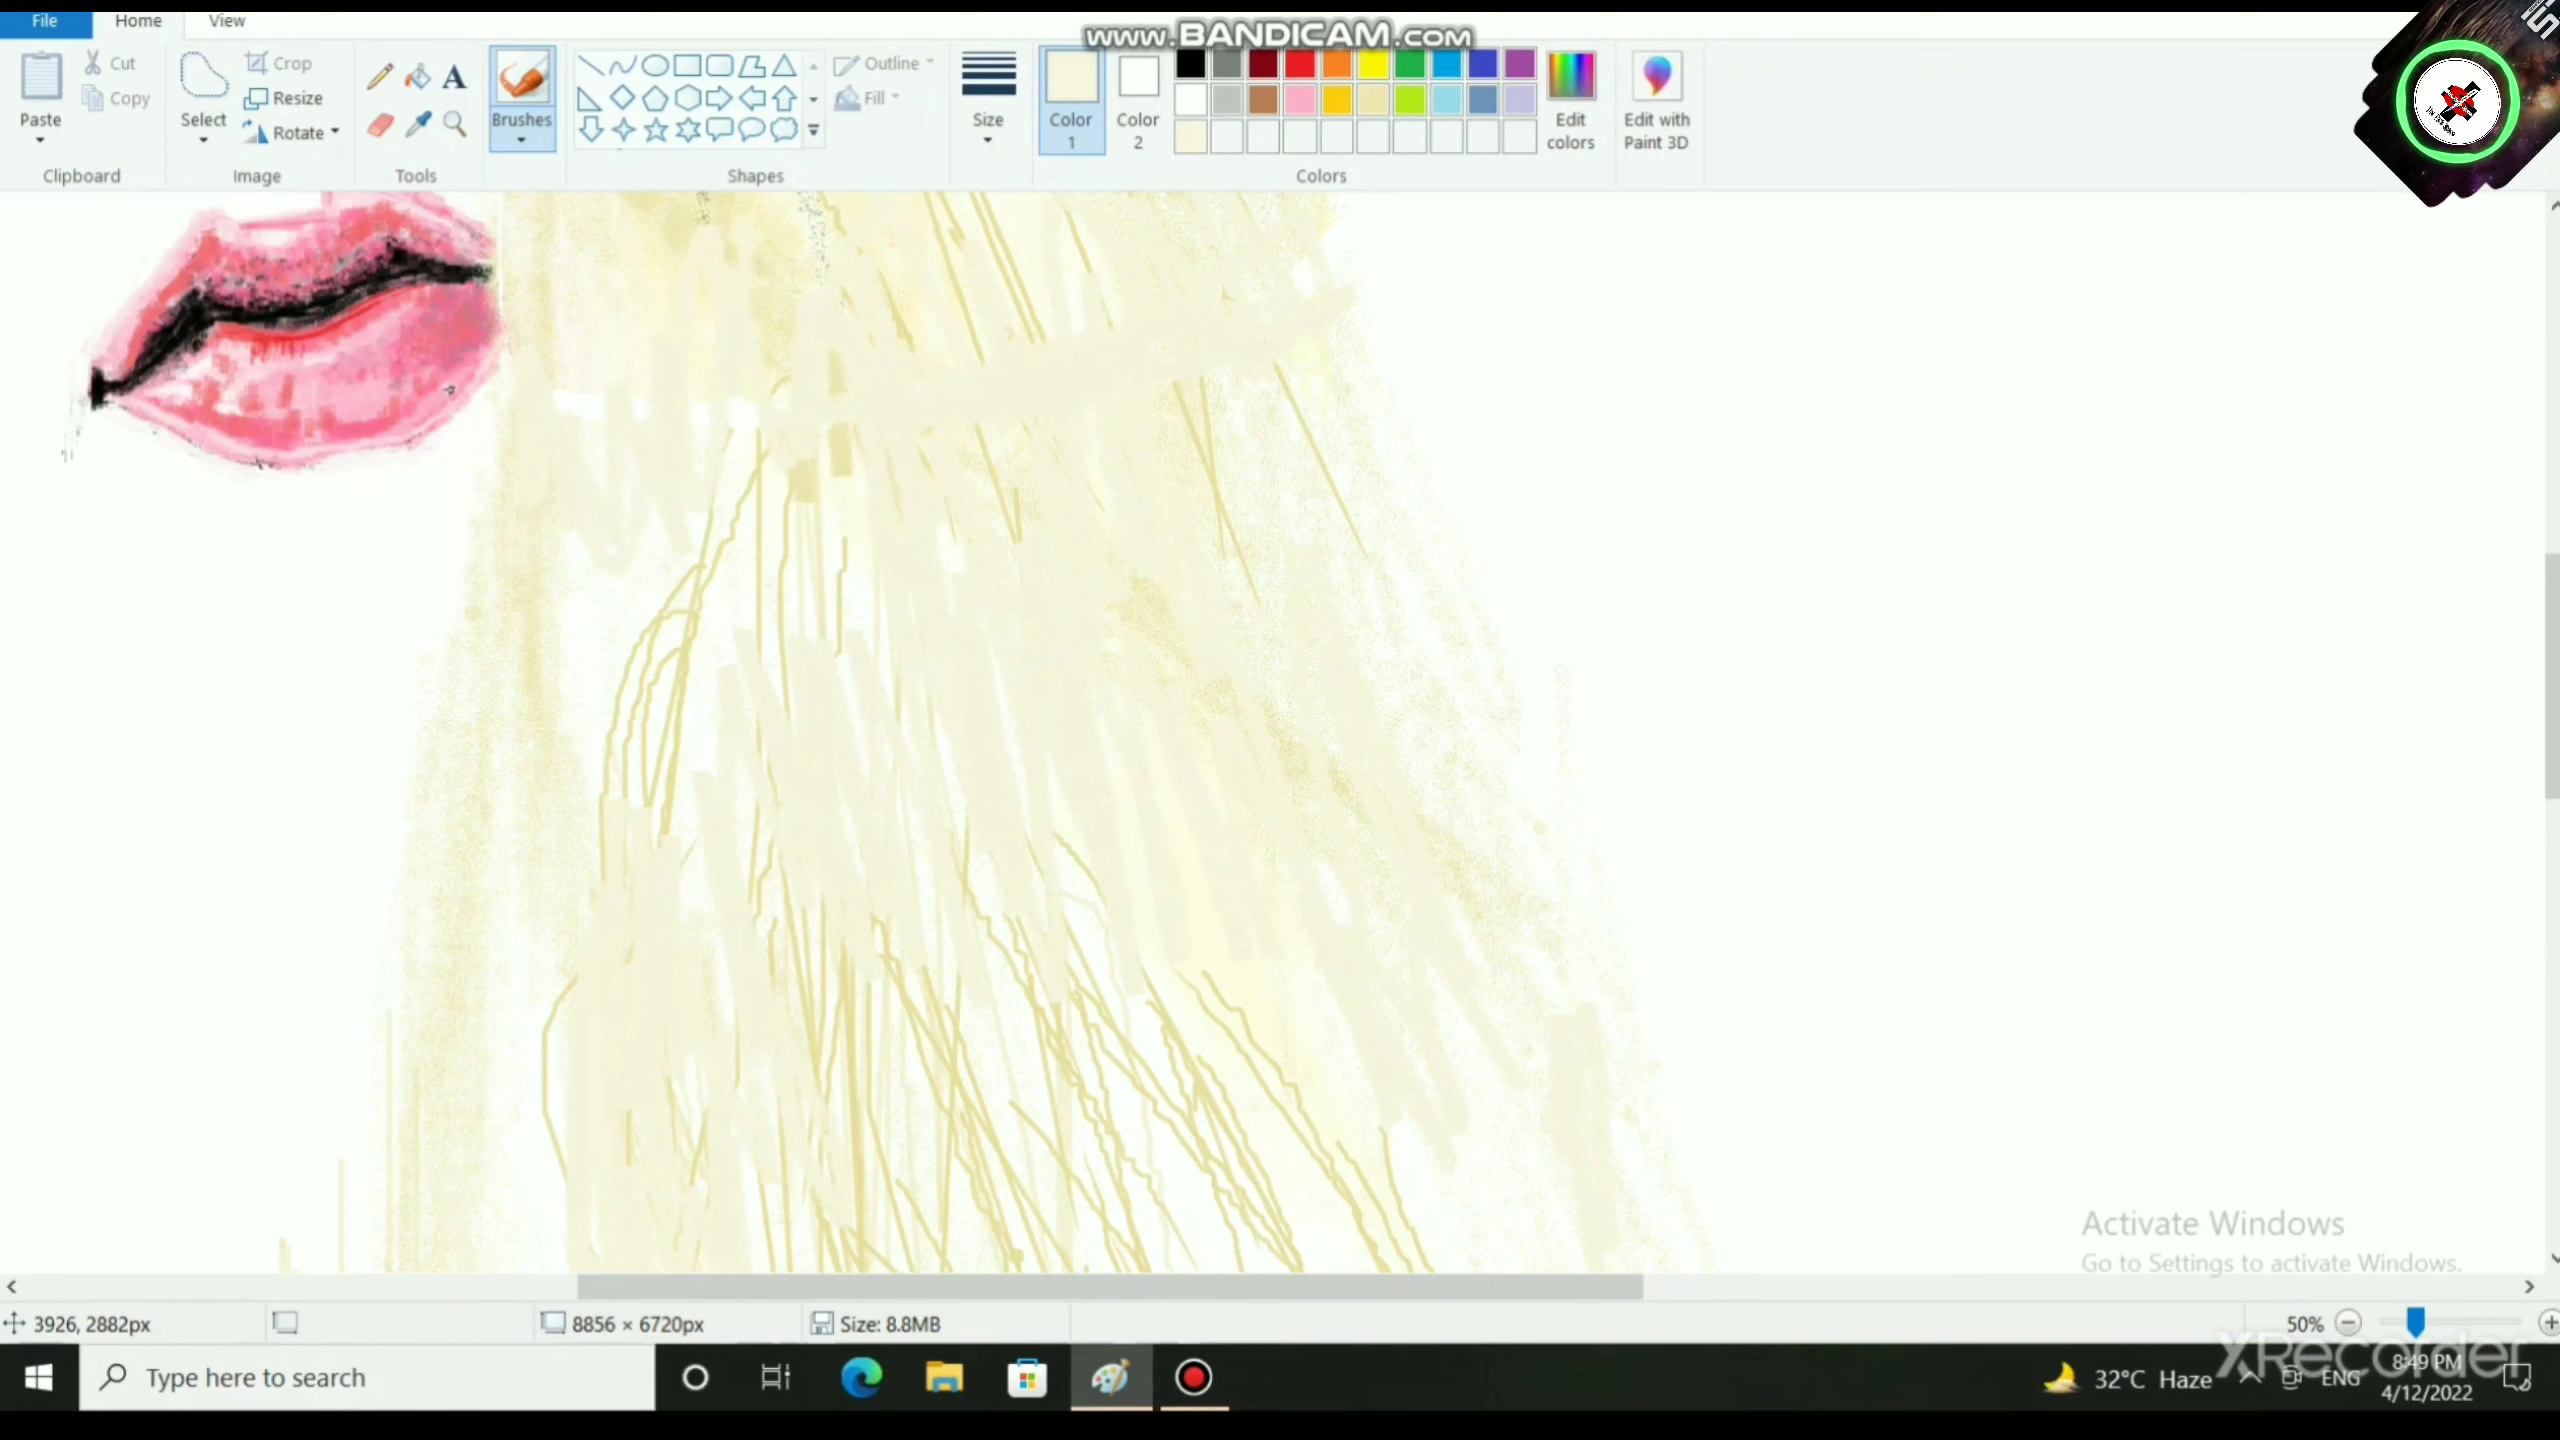 File Home View
www.BANDICAM.com
Paste
Clipboard
Cut
Copy
Select
Crop
Resize
Rotate
Image
A
Tools
Brushes
Outline
Fill
Shapes
Size
Color
1
Color
2
Colors
Edit
colors
Edit with
Paint 3D
Activate Windows
Go to Settings to activate Windows.
3926, 2882px
8856 × 6720px
Size: 8.8MB
50%
XRecorder
Type here to search
32°C Haze
ENG
8:49 PM
4/12/2022